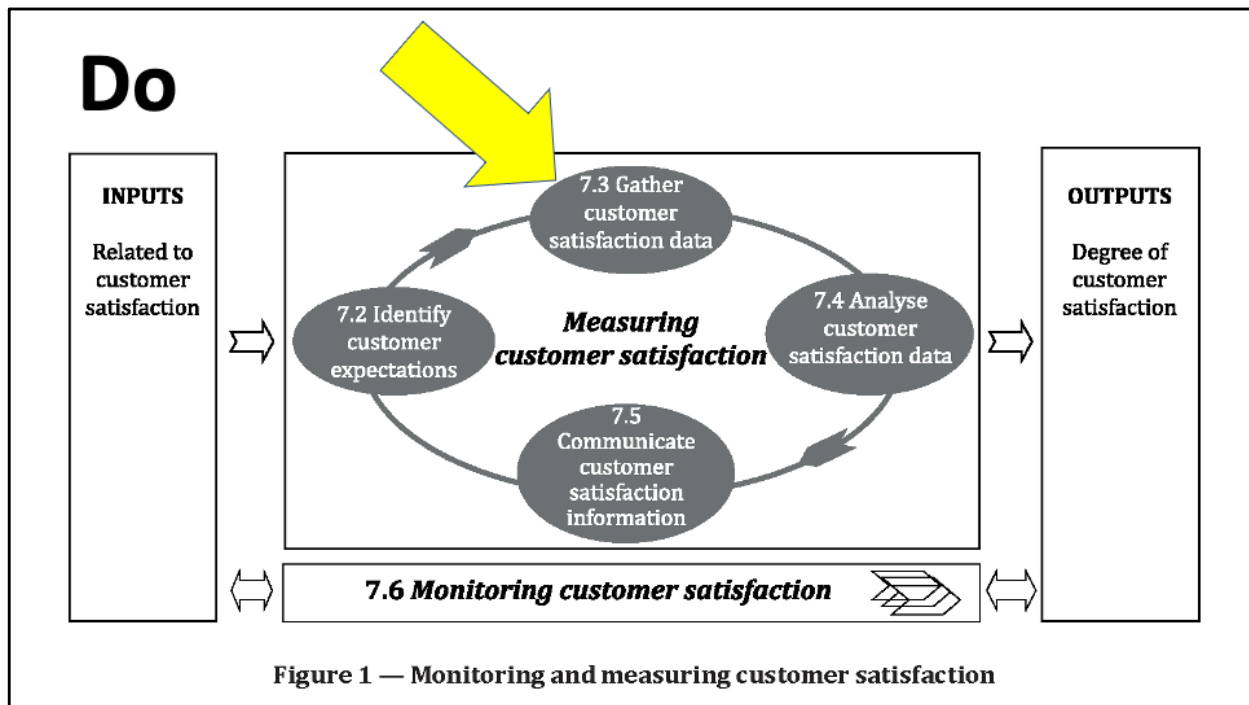 Do
INPUTS
Related to
customer
satisfaction
7.3 Gather
customer
satisfaction data
7.2 Identify
customer
expectations
Measuring
customer satisfaction
7.4 Analyse
customer
satisfaction data
7.5
Communicate
customer
satisfaction
information
OUTPUTS
Degree of
customer
satisfaction
7.6 Monitoring customer satisfaction
Figure 1 — Monitoring and measuring customer satisfaction